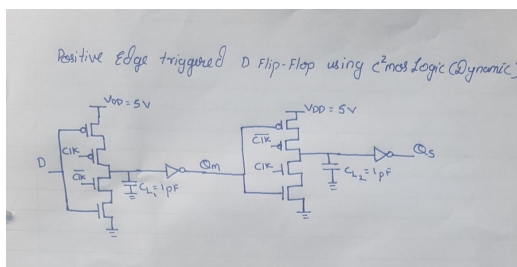 Positive Edge triggered D Flip-Flop using C²mos Logic (Dynamic)
VDD = 5V
VDD = 5V
C̅l̅k̅
Clk
Qs
Clk
Qm
Clk
D
C̅l̅k̅
CL2 = 1pF
CL1 = 1pF